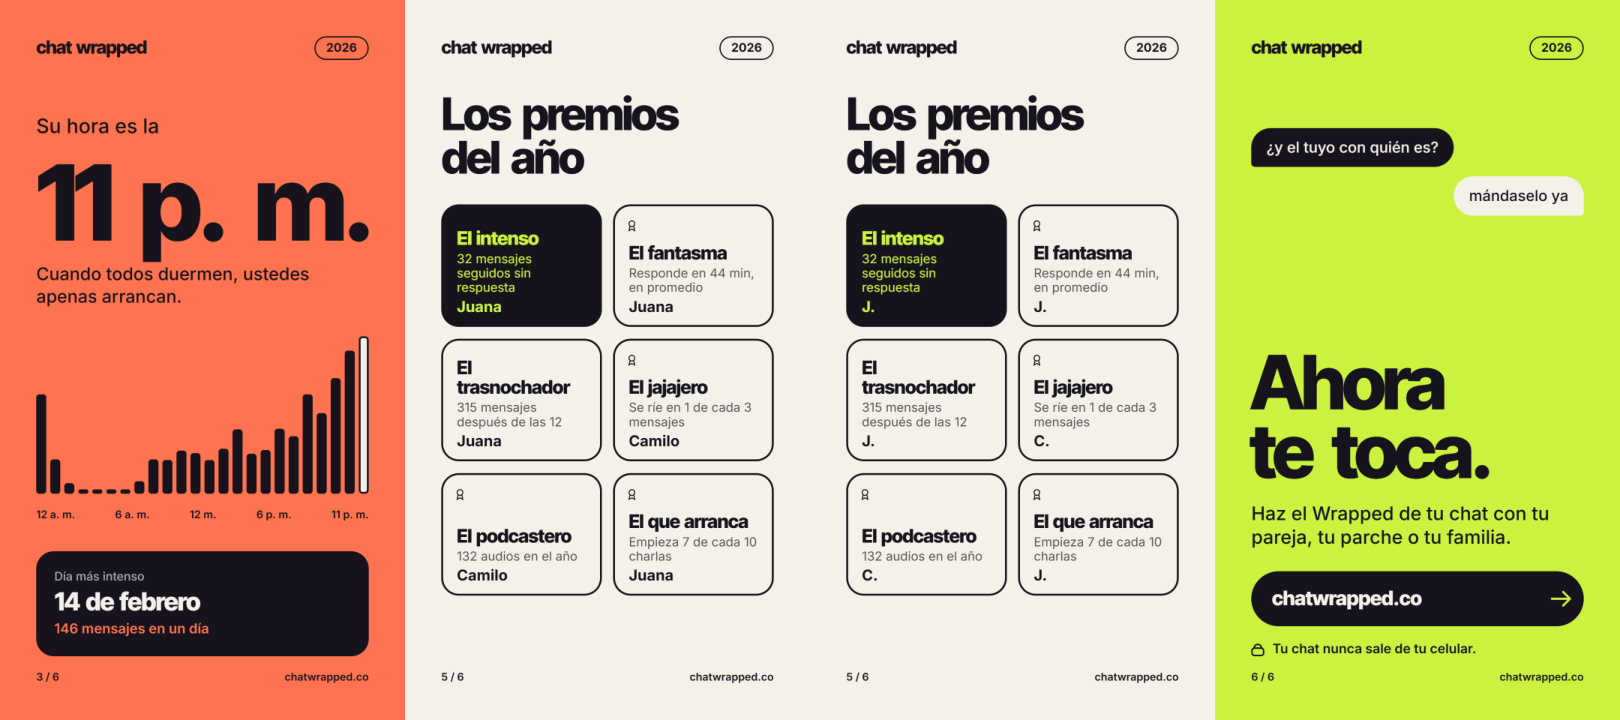 chat wrapped
2026
Su hora es la
11 p. m.
Cuando todos duermen, ustedes
apenas arrancan.
12 a. m.
6 a. m.
12 m.
6 p. m.
11 p. m.
Día más intenso
14 de febrero
146 mensajes en un día
3 / 6
chatwrapped.co
chat wrapped
2026
Los premios
del año
El intenso
32 mensajes
seguidos sin
respuesta
Juana
El fantasma
Responde en 44 min,
en promedio
Juana
El
trasnochador
315 mensajes
después de las 12
Juana
El jajajero
Se ríe en 1 de cada 3
mensajes
Camilo
El podcastero
132 audios en el año
Camilo
El que arranca
Empieza 7 de cada 10
charlas
Juana
5 / 6
chatwrapped.co
chat wrapped
2026
Los premios
del año
El intenso
32 mensajes
seguidos sin
respuesta
J.
El fantasma
Responde en 44 min,
en promedio
J.
El
trasnochador
315 mensajes
después de las 12
J.
El jajajero
Se ríe en 1 de cada 3
mensajes
C.
El podcastero
132 audios en el año
C.
El que arranca
Empieza 7 de cada 10
charlas
J.
5 / 6
chatwrapped.co
chat wrapped
2026
¿y el tuyo con quién es?
mándaselo ya
Ahora
te toca.
Haz el Wrapped de tu chat con tu
pareja, tu parche o tu familia.
chatwrapped.co
Tu chat nunca sale de tu celular.
6 / 6
chatwrapped.co